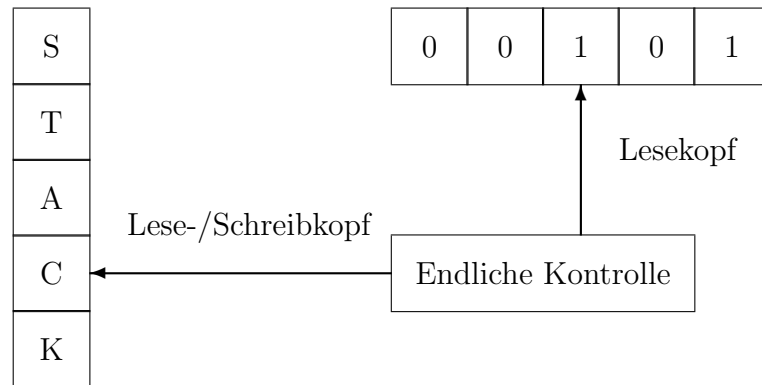 S
T
A
C
K
0 0 1 0 1
Lesekopf
Lese-/Schreibkopf
Endliche Kontrolle